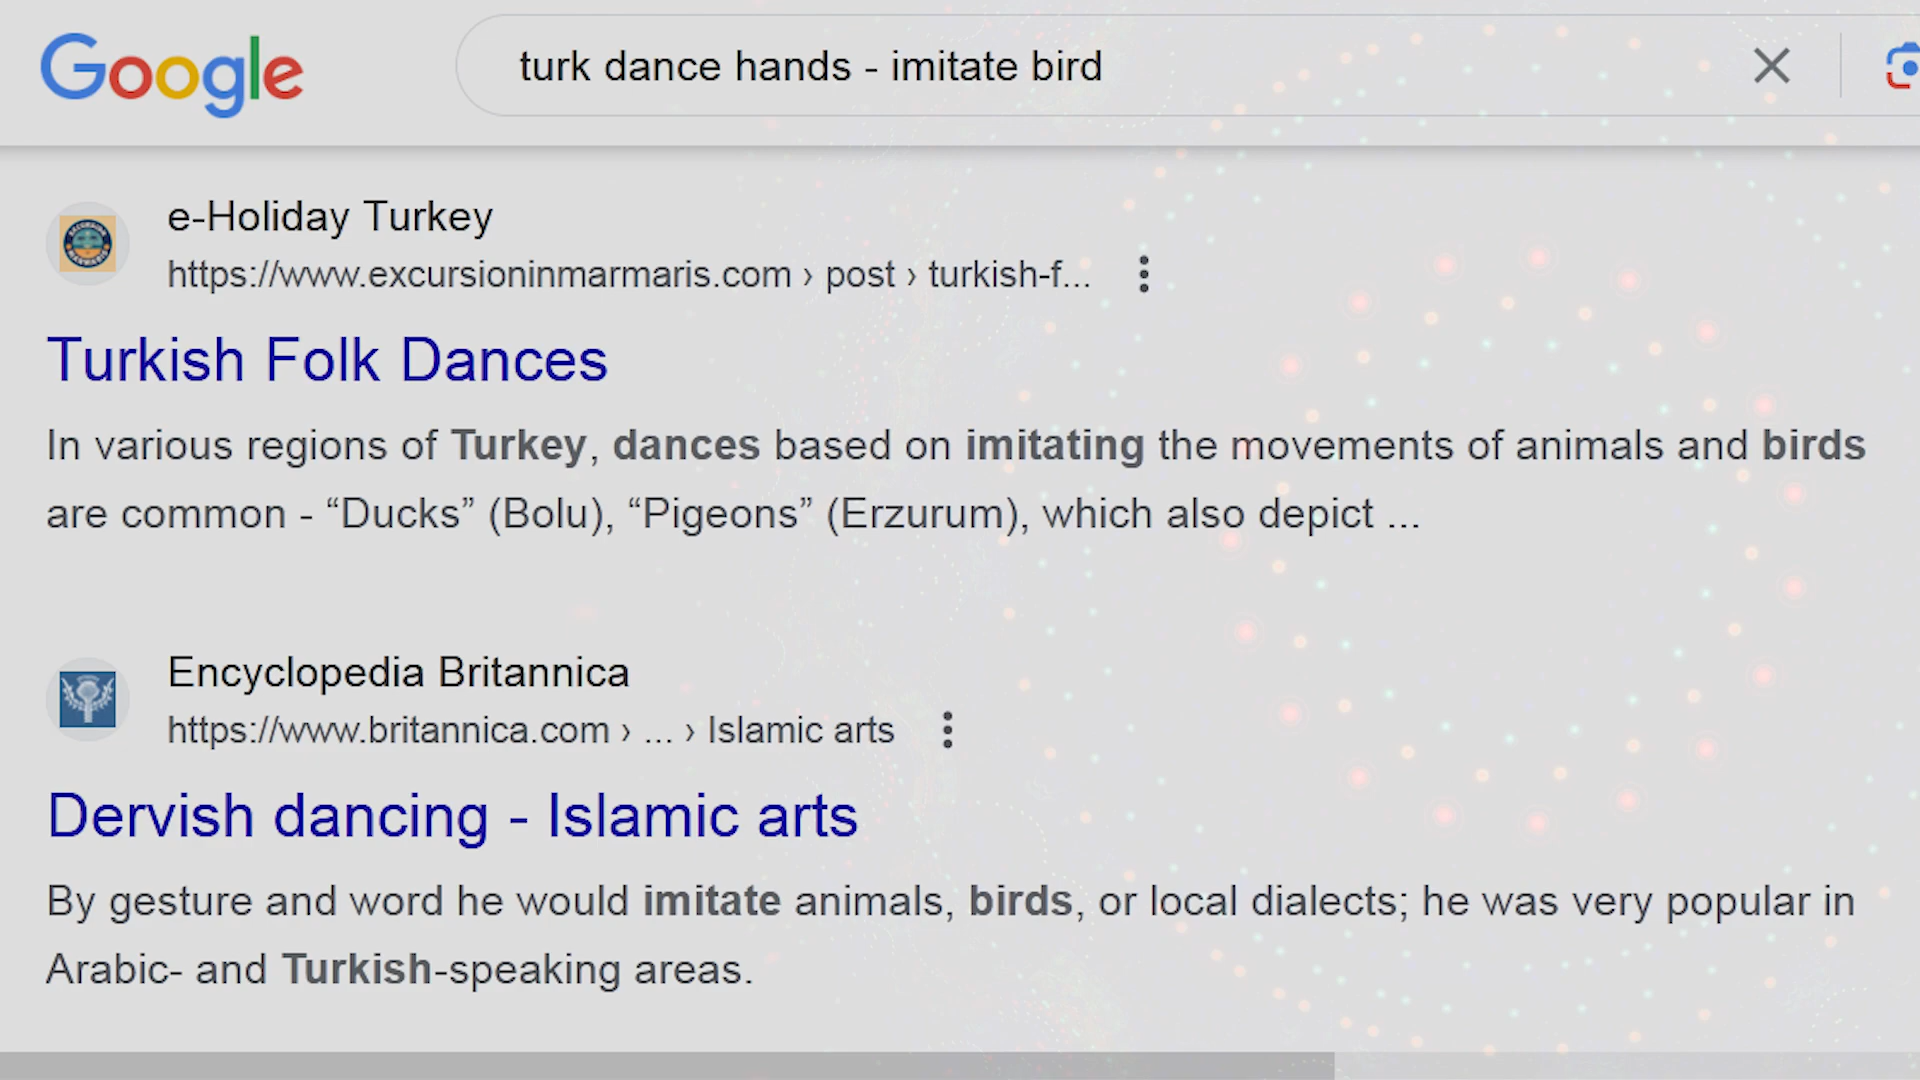 Google
turk dance hands - imitate bird
e-Holiday Turkey
https://www.excursioninmarmaris.com › post › turkish-f...
Turkish Folk Dances
In various regions of Turkey, dances based on imitating the movements of animals and birds
are common - “Ducks” (Bolu), “Pigeons” (Erzurum), which also depict ...
Encyclopedia Britannica
https://www.britannica.com › ... › Islamic arts
Dervish dancing - Islamic arts
By gesture and word he would imitate animals, birds, or local dialects; he was very popular in
Arabic- and Turkish-speaking areas.